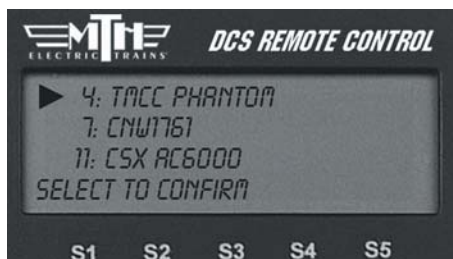 MTH
ELECTRIC TRAINS
DCS REMOTE CONTROL
4: TMCC PHANTOM
7: CNW1761
11: CSX AC6000
SELECT TO CONFIRM
S1 S2 S3 S4 S5